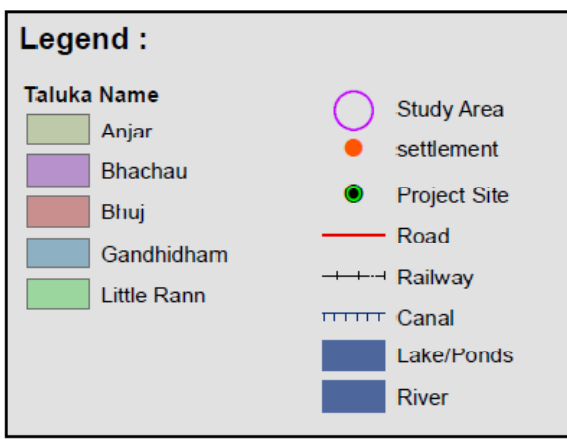 Legend :
Taluka Name
Anjar
Bhachau
Bhuj
Gandhidham
Little Rann
Study Area
settlement
Project Site
Road
Railway
Canal
Lake/Ponds
River